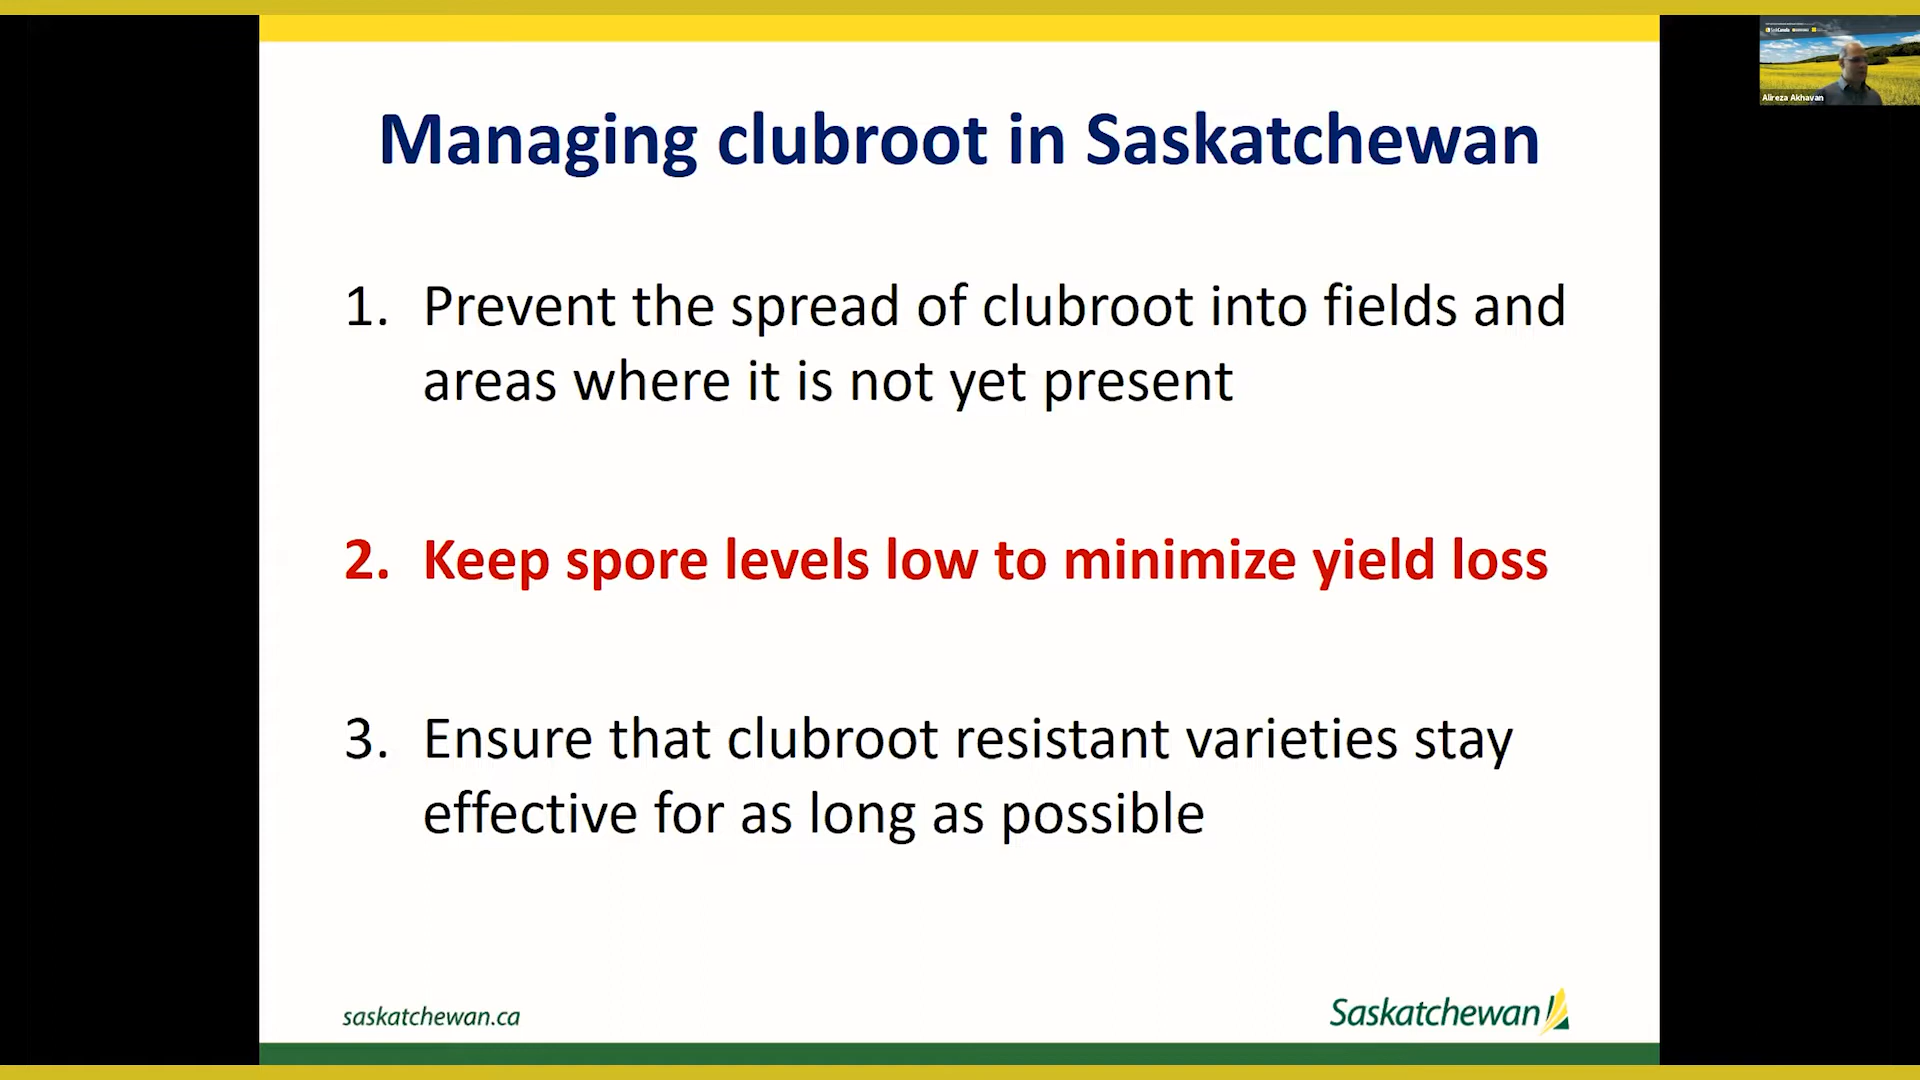 Managing clubroot in Saskatchewan
1. Prevent the spread of clubroot into fields and
areas where it is not yet present
2. Keep spore levels low to minimize yield loss
3. Ensure that clubroot resistant varieties stay
effective for as long as possible
saskatchewan.ca
Saskatchewan
Alireza Akhavan